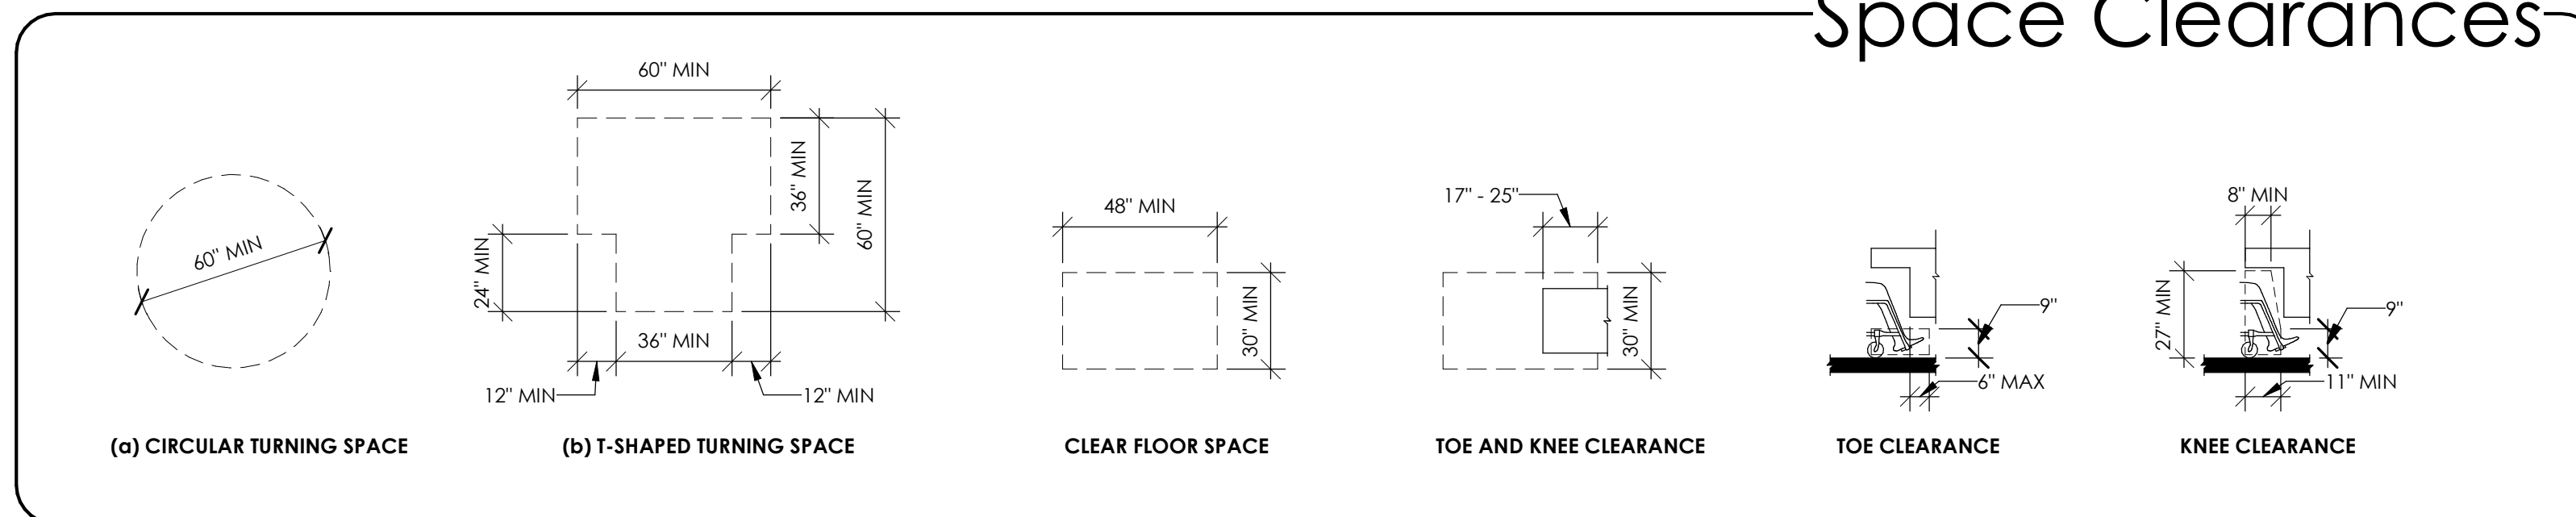 Space Clearances
60" MIN
60" MIN
36" MIN
60" MIN
24" MIN
36" MIN
12" MIN
12" MIN
48" MIN
30" MIN
17" - 25"
30" MIN
9"
6" MAX
8" MIN
27" MIN
9"
11" MIN
(a) CIRCULAR TURNING SPACE
(b) T-SHAPED TURNING SPACE
CLEAR FLOOR SPACE
TOE AND KNEE CLEARANCE
TOE CLEARANCE
KNEE CLEARANCE